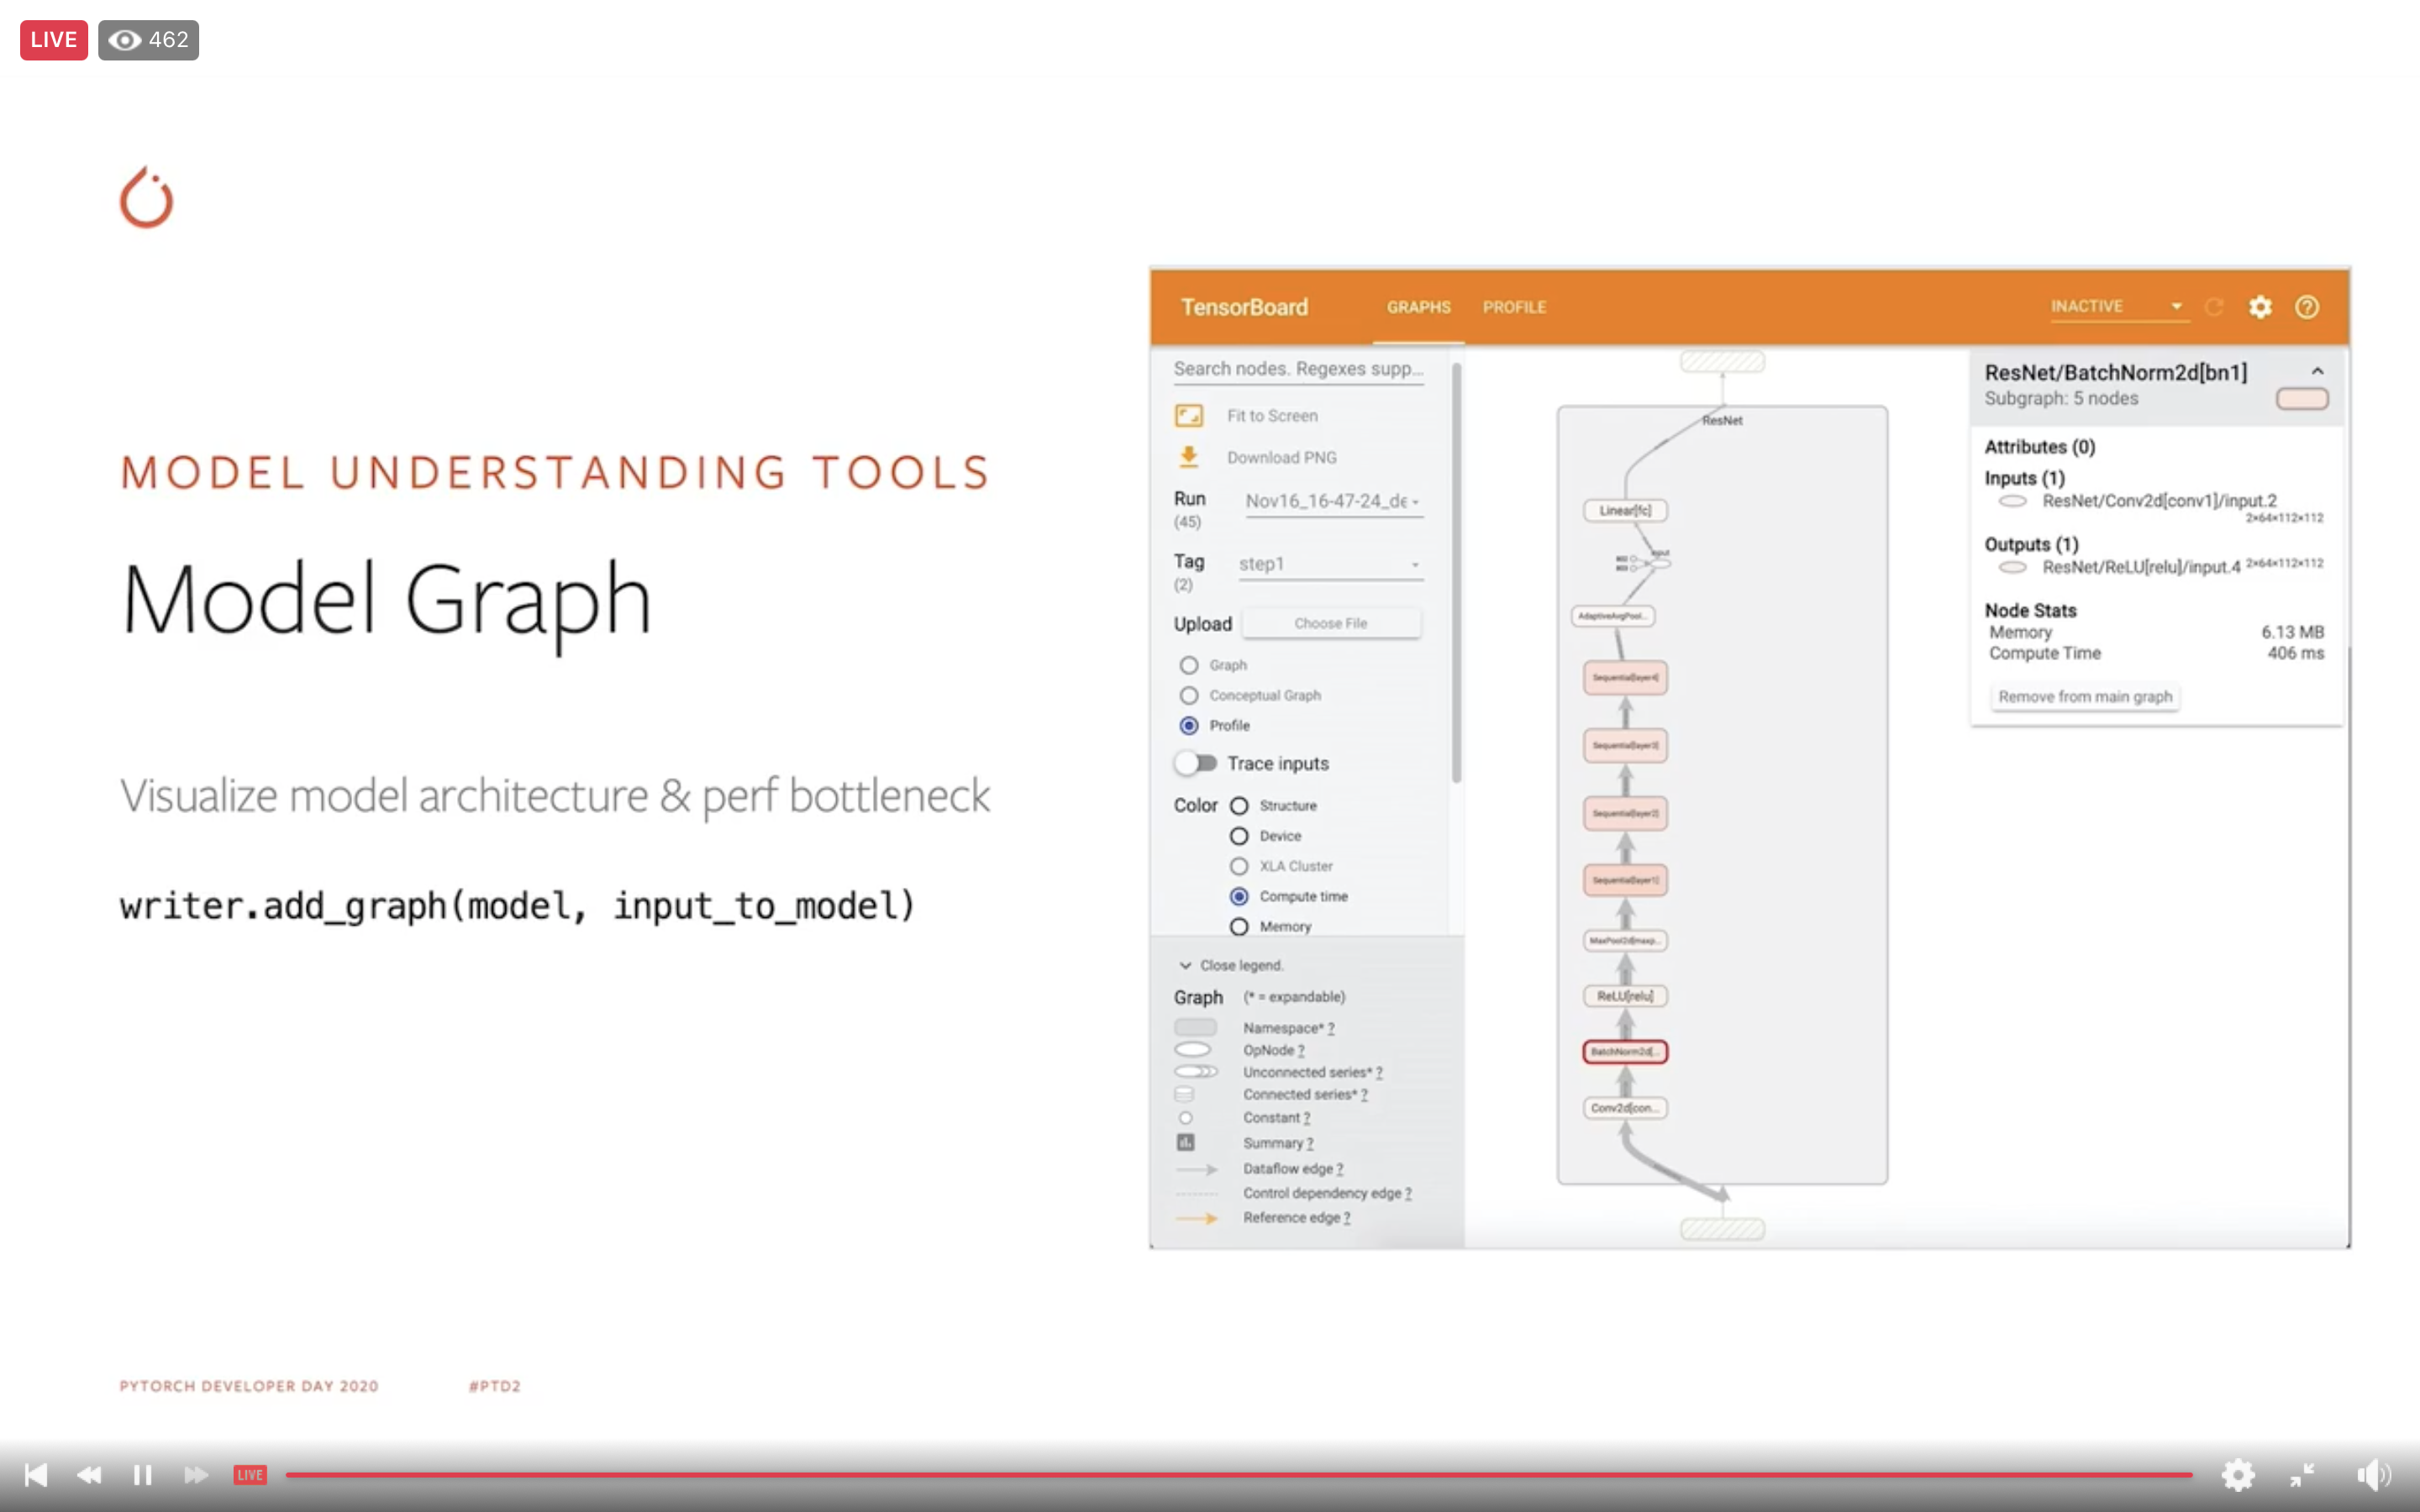 LIVE 462
MODEL UNDERSTANDING TOOLS
Model Graph
Visualize model architecture & perf bottleneck
writer.add_graph(model, input_to_model)
PYTORCH DEVELOPER DAY 2020 #PTD2
TensorBoard GRAPHS PROFILE INACTIVE
Search nodes. Regexes supp...
Fit to Screen
Download PNG
Run
(45)
Nov16_16-47-24_de
Tag
(2)
step1
Upload Choose File
Graph
Conceptual Graph
Profile
Trace inputs
Color Structure
Device
XLA Cluster
Compute time
Memory
Close legend.
Graph (* = expandable)
Namespace* ?
OpNode ?
Unconnected series* ?
Connected series* ?
Constant ?
Summary ?
Dataflow edge ?
Control dependency edge ?
Reference edge ?
ResNet
Linear[fc]
input
AdaptiveAvgPool...
Sequential[layer4]
Sequential[layer3]
Sequential[layer2]
Sequential[layer1]
MaxPool2d[maxp...
ReLU[relu]
BatchNorm2d[...
Conv2d[con...
ResNet/BatchNorm2d[bn1]
Subgraph: 5 nodes
Attributes (0)
Inputs (1)
ResNet/Conv2d[conv1]/input.2
2×64×112×112
Outputs (1)
ResNet/ReLU[relu]/input.4 2×64×112×112
Node Stats
Memory 6.13 MB
Compute Time 406 ms
Remove from main graph
LIVE